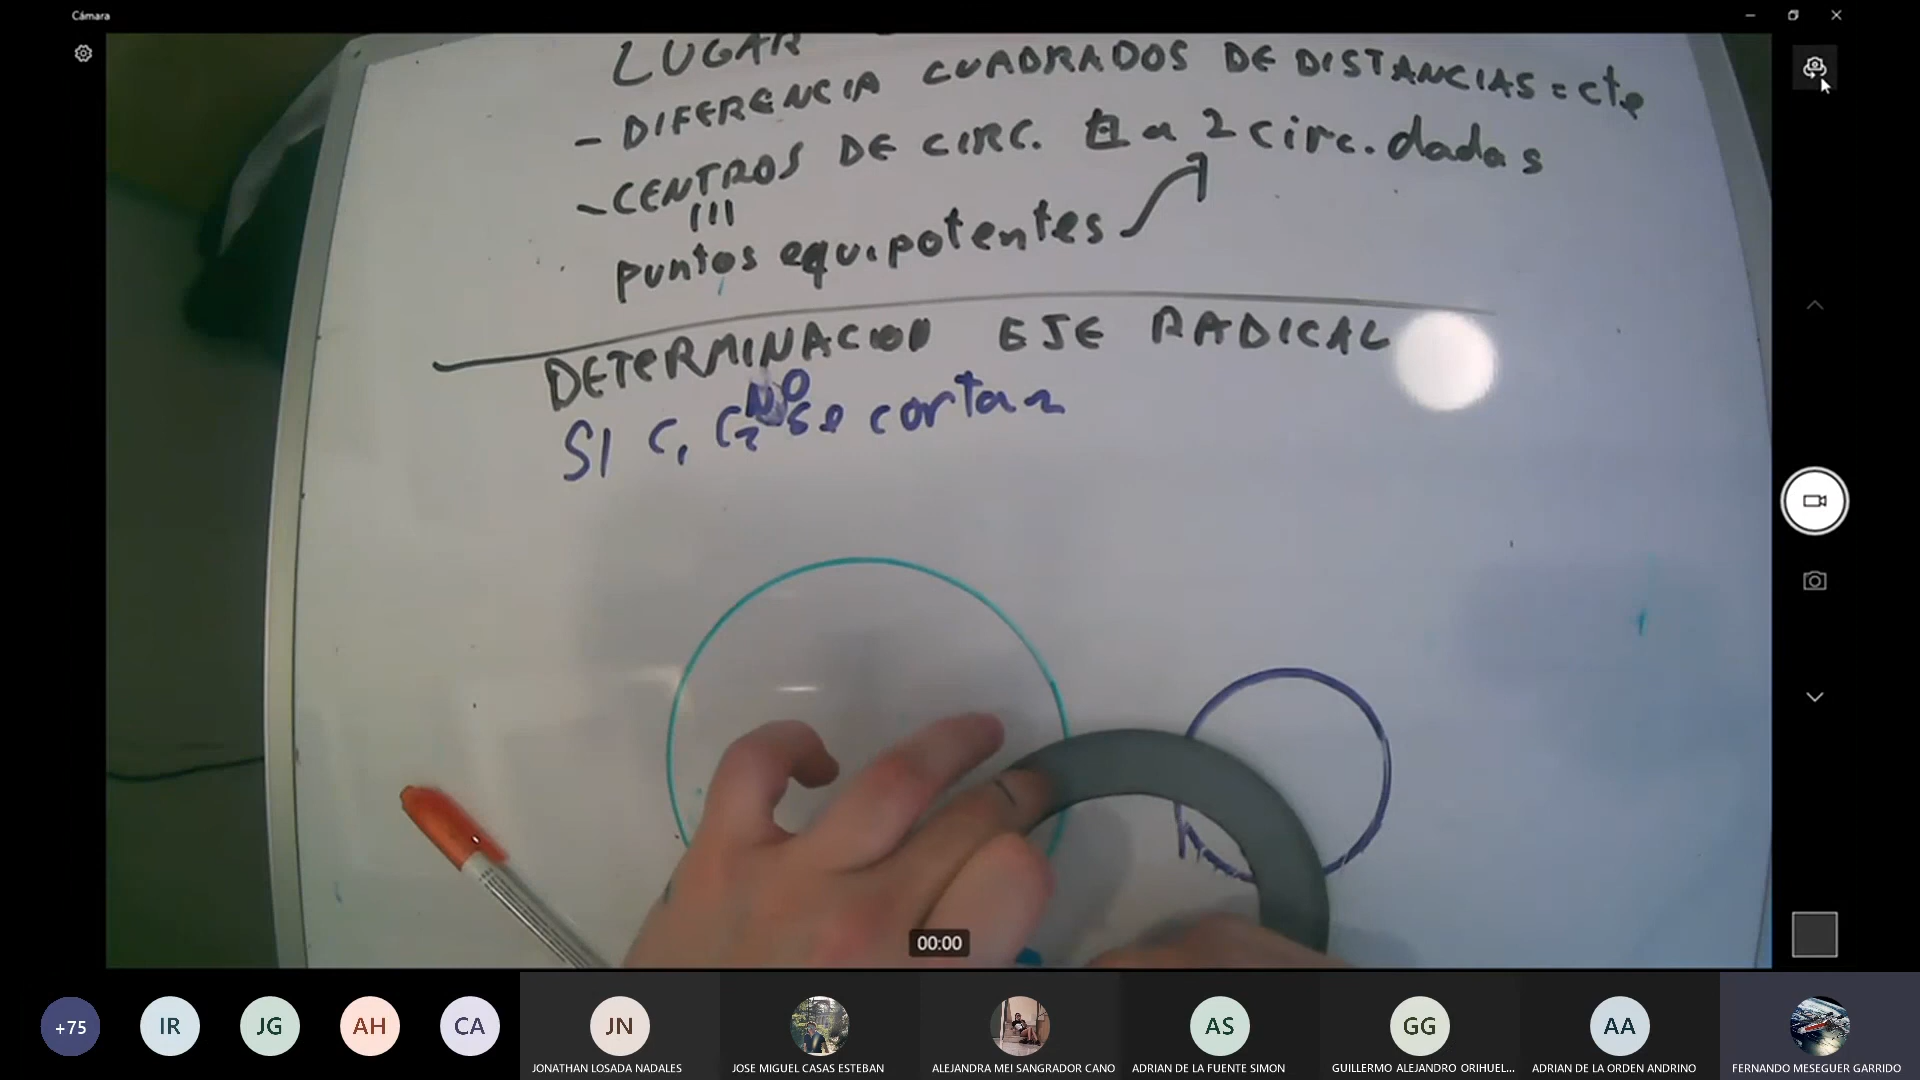 Cámara
LUGAR
- DIFERENCIA CUADRADOS DE DISTANCIAS = cte
- CENTROS DE CIRC. a 2 circ. dadas
puntos equipotentes
DETERMINACION EJE RADICAL
NO
SI C1 C2 se cortan
00:00
+75
IR
JG
AH
CA
JN
AS
GG
AA
JONATHAN LOSADA NADALES
JOSE MIGUEL CASAS ESTEBAN
ALEJANDRA MEI SANGRADOR CANO
ADRIAN DE LA FUENTE SIMON
GUILLERMO ALEJANDRO ORIHUEL...
ADRIAN DE LA ORDEN ANDRINO
FERNANDO MESEGUER GARRIDO